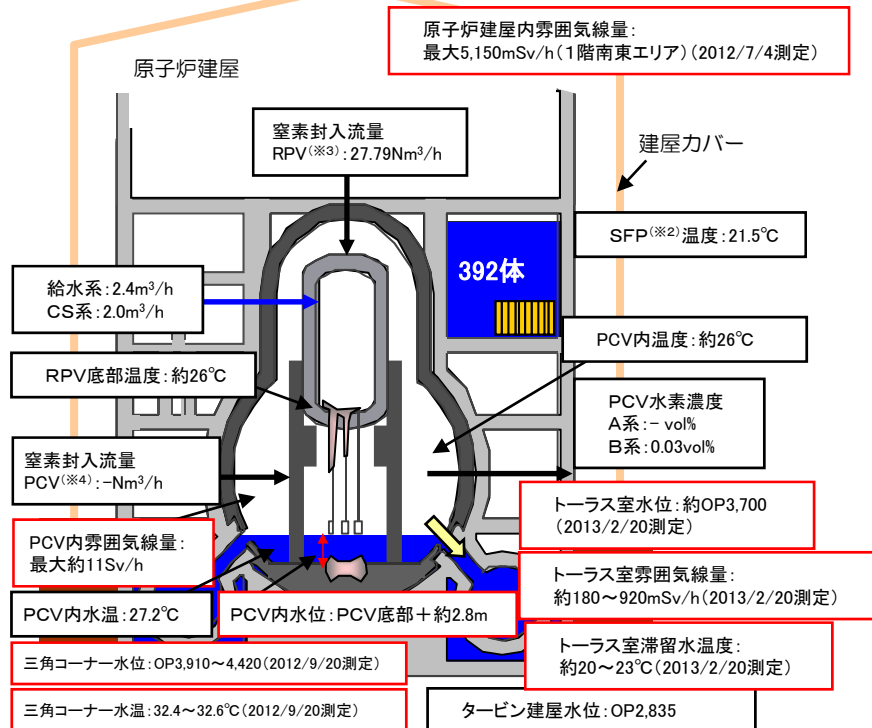 原子炉建屋内雰囲気線量:
最大5,150mSv/h(1階南東エリア)(2012/7/4測定)
原子炉建屋
窒素封入流量
RPV(※3):27.79Nm³/h
建屋カバー
SFP(※2)温度:21.5℃
392体
給水系:2.4m³/h
CS系:2.0m³/h
PCV内温度:約26℃
RPV底部温度:約26℃
PCV水素濃度
A系:- vol%
B系:0.03vol%
窒素封入流量
PCV(※4):-Nm³/h
トーラス室水位:約OP3,700
(2013/2/20測定)
PCV内雰囲気線量:
最大約11Sv/h
トーラス室雰囲気線量:
約180~920mSv/h(2013/2/20測定)
PCV内水温:27.2℃
PCV内水位:PCV底部+約2.8m
トーラス室滞留水温度:
約20~23℃(2013/2/20測定)
三角コーナー水位:OP3,910~4,420(2012/9/20測定)
三角コーナー水温:32.4~32.6℃(2012/9/20測定)
タービン建屋水位:OP2,835